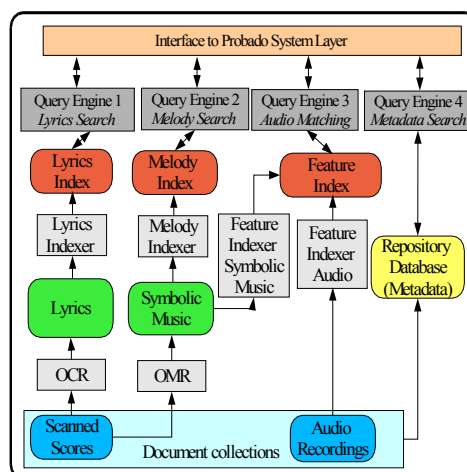 Interface to Probado System Layer
Query Engine 1
Lyrics Search
Query Engine 2
Melody Search
Query Engine 3
Audio Matching
Query Engine 4
Metadata Search
Lyrics
Index
Melody
Index
Feature
Index
Lyrics
Indexer
Melody
Indexer
Feature
Indexer
Symbolic
Music
Feature
Indexer
Audio
Repository
Database
(Metadata)
Lyrics
Symbolic
Music
OCR
OMR
Scanned
Scores
Audio
Recordings
Document collections